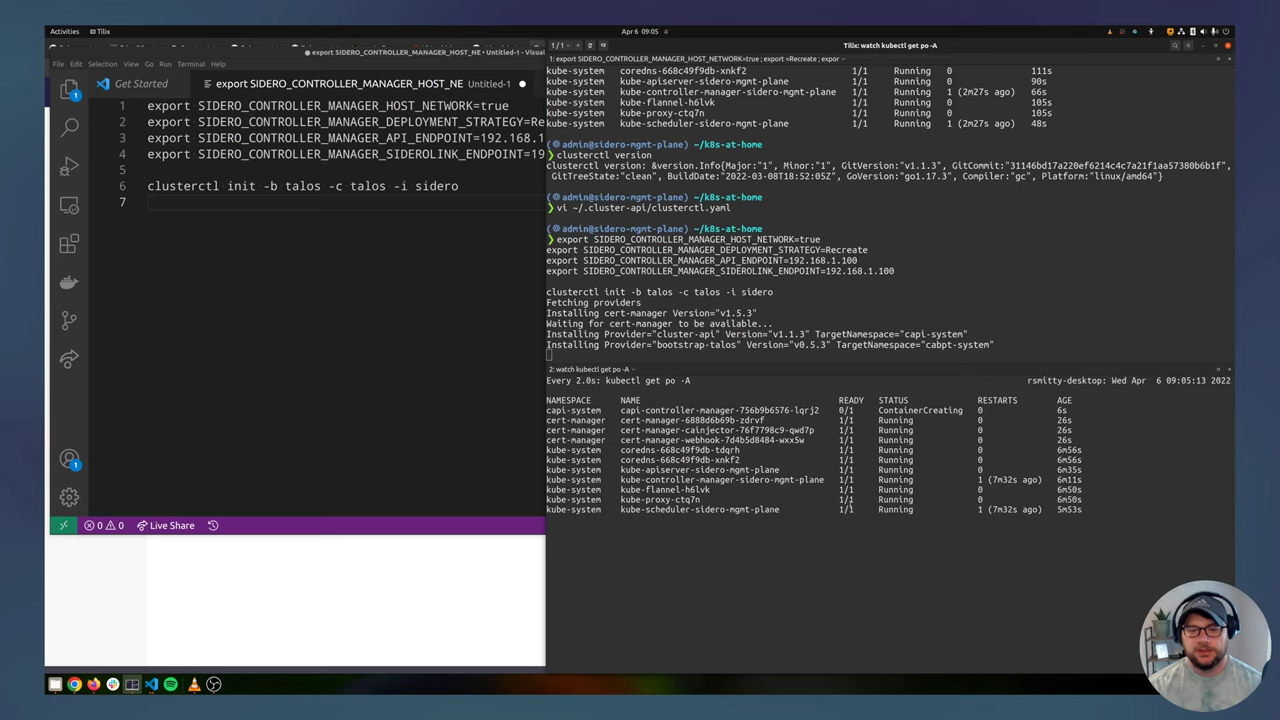 Activities
Tilix
Apr 6 09:05
● export SIDERO_CONTROLLER_MANAGER_HOST_NE • Untitled-1 - Visual
File Edit Selection View Go Run Terminal Help
Get Started
export SIDERO_CONTROLLER_MANAGER_HOST_NE Untitled-1 ●
1 export SIDERO_CONTROLLER_MANAGER_HOST_NETWORK=true
2 export SIDERO_CONTROLLER_MANAGER_DEPLOYMENT_STRATEGY=Re
3 export SIDERO_CONTROLLER_MANAGER_API_ENDPOINT=192.168.1
4 export SIDERO_CONTROLLER_MANAGER_SIDEROLINK_ENDPOINT=19
5
6 clusterctl init -b talos -c talos -i sidero
7
1
1
0 0 Live Share
1/1
Tilix: watch kubectl get po -A
1: export SIDERO_CONTROLLER_MANAGER_HOST_NETWORK=true ; export =Recreate ; expor
kube-system coredns-668c49f9db-xnkf2 1/1 Running 0 111s
kube-system kube-apiserver-sidero-mgmt-plane 1/1 Running 0 90s
kube-system kube-controller-manager-sidero-mgmt-plane 1/1 Running 1 (2m27s ago) 66s
kube-system kube-flannel-h6lvk 1/1 Running 0 105s
kube-system kube-proxy-ctq7n 1/1 Running 0 105s
kube-system kube-scheduler-sidero-mgmt-plane 1/1 Running 1 (2m27s ago) 48s
(admin@sidero-mgmt-plane) ~/k8s-at-home
❯ clusterctl version
clusterctl version: &version.Info{Major:"1", Minor:"1", GitVersion:"v1.1.3", GitCommit:"31146bd17a220ef6214c4c7a21f1aa57380b6b1f",
GitTreeState:"clean", BuildDate:"2022-03-08T18:52:05Z", GoVersion:"go1.17.3", Compiler:"gc", Platform:"linux/amd64"}
(admin@sidero-mgmt-plane) ~/k8s-at-home
❯ vi ~/.cluster-api/clusterctl.yaml
(admin@sidero-mgmt-plane) ~/k8s-at-home
❯ export SIDERO_CONTROLLER_MANAGER_HOST_NETWORK=true
export SIDERO_CONTROLLER_MANAGER_DEPLOYMENT_STRATEGY=Recreate
export SIDERO_CONTROLLER_MANAGER_API_ENDPOINT=192.168.1.100
export SIDERO_CONTROLLER_MANAGER_SIDEROLINK_ENDPOINT=192.168.1.100
clusterctl init -b talos -c talos -i sidero
Fetching providers
Installing cert-manager Version="v1.5.3"
Waiting for cert-manager to be available...
Installing Provider="cluster-api" Version="v1.1.3" TargetNamespace="capi-system"
Installing Provider="bootstrap-talos" Version="v0.5.3" TargetNamespace="cabpt-system"
2: watch kubectl get po -A
Every 2.0s: kubectl get po -A rsmitty-desktop: Wed Apr 6 09:05:13 2022
NAMESPACE NAME READY STATUS RESTARTS AGE
capi-system capi-controller-manager-756b9b6576-lqrj2 0/1 ContainerCreating 0 6s
cert-manager cert-manager-6888d6b69b-zdrvf 1/1 Running 0 26s
cert-manager cert-manager-cainjector-76f7798c9-qwd7p 1/1 Running 0 26s
cert-manager cert-manager-webhook-7d4b5d8484-wxx5w 1/1 Running 0 26s
kube-system coredns-668c49f9db-tdqrh 1/1 Running 0 6m56s
kube-system coredns-668c49f9db-xnkf2 1/1 Running 0 6m56s
kube-system kube-apiserver-sidero-mgmt-plane 1/1 Running 0 6m35s
kube-system kube-controller-manager-sidero-mgmt-plane 1/1 Running 1 (7m32s ago) 6m11s
kube-system kube-flannel-h6lvk 1/1 Running 0 6m50s
kube-system kube-proxy-ctq7n 1/1 Running 0 6m50s
kube-system kube-scheduler-sidero-mgmt-plane 1/1 Running 1 (7m32s ago) 5m53s